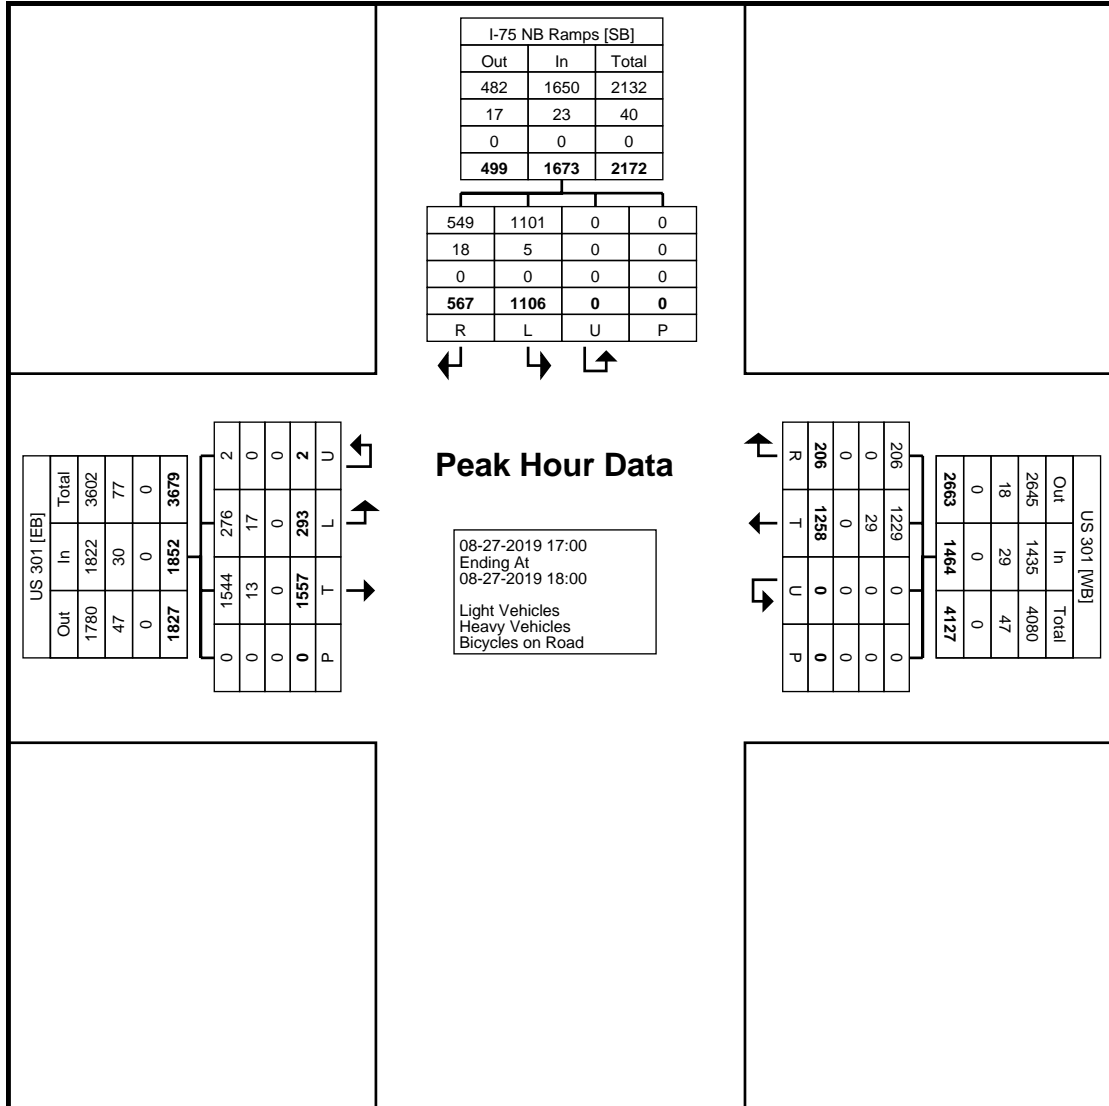 I-75 NB Ramps [SB]
Out In Total
482 1650 2132
17 23 40
0 0 0
499 1673 2172
549 1101 0 0
18 5 0 0
0 0 0 0
567 1106 0 0
R L U P
US 301 [EB]
Out In Total
1780 1822 3602
47 30 77
0 0 0
1827 1852 3679
0 1544 276 2
0 13 17 0
0 0 0 0
0 1557 293 2
P T L U
Peak Hour Data
08-27-2019 17:00
Ending At
08-27-2019 18:00
Light Vehicles
Heavy Vehicles
Bicycles on Road
US 301 [WB]
Out In Total
2645 1435 4080
18 29 47
0 0 0
2663 1464 4127
206 1229 0 0
0 29 0 0
0 0 0 0
206 1258 0 0
R T U P